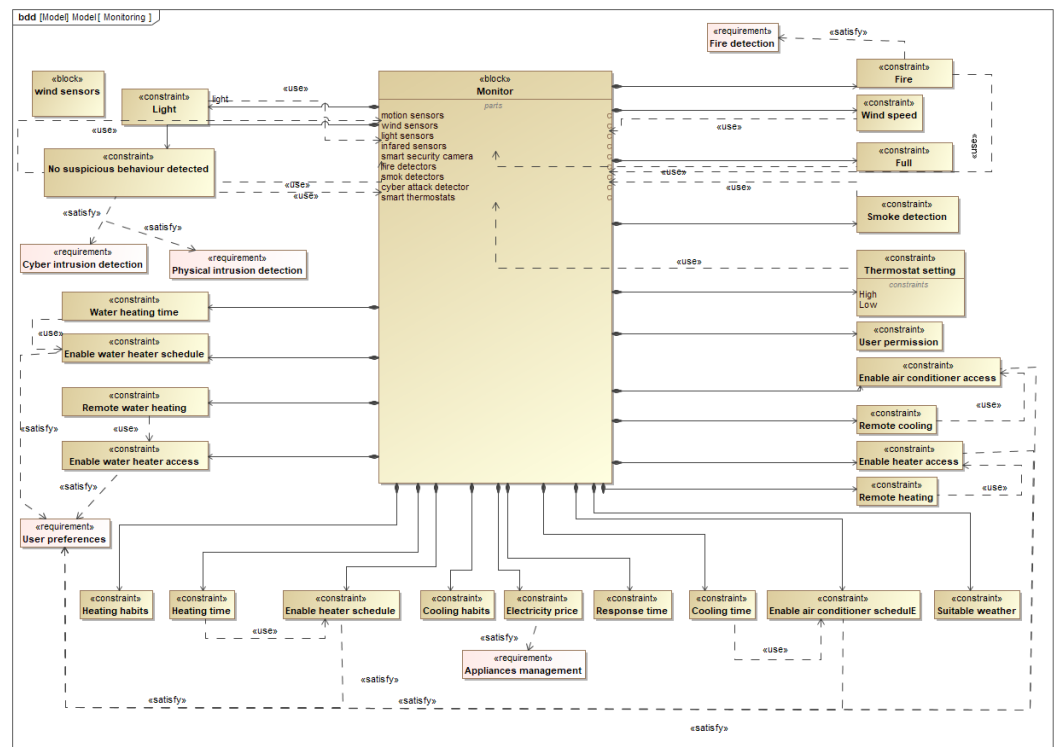 bdd [Model] Model[ Monitoring ]
«requirement»
Fire detection
«satisfy»
«block»
wind sensors
«constraint»
Light
light
«use»
«use»
«block»
Monitor
parts
motion sensors
wind sensors
light sensors
infared sensors
smart security camera
fire detectors
smok detectors
cyber attack detector
smart thermostats
«constraint»
Fire
«constraint»
Wind speed
«use»
«use»
«constraint»
Full
«use»
«constraint»
No suspicious behaviour detected
«use»
«use»
«constraint»
Smoke detection
«satisfy»
«satisfy»
«requirement»
Cyber intrusion detection
«requirement»
Physical intrusion detection
«use»
«constraint»
Thermostat setting
constraints
High
Low
«constraint»
Water heating time
«use»
«constraint»
Enable water heater schedule
«constraint»
User permission
«constraint»
Enable air conditioner access
«constraint»
Remote water heating
«use»
«use»
«constraint»
Remote cooling
«satisfy»
«constraint»
Enable water heater access
«constraint»
Enable heater access
«satisfy»
«use»
«constraint»
Remote heating
«requirement»
User preferences
«constraint»
Heating habits
«constraint»
Heating time
«constraint»
Enable heater schedule
«constraint»
Cooling habits
«constraint»
Electricity price
«constraint»
Response time
«constraint»
Cooling time
«constraint»
Enable air conditioner schedulE
«constraint»
Suitable weather
«use»
«satisfy»
«use»
«requirement»
Appliances management
«satisfy»
«satisfy»
«satisfy»